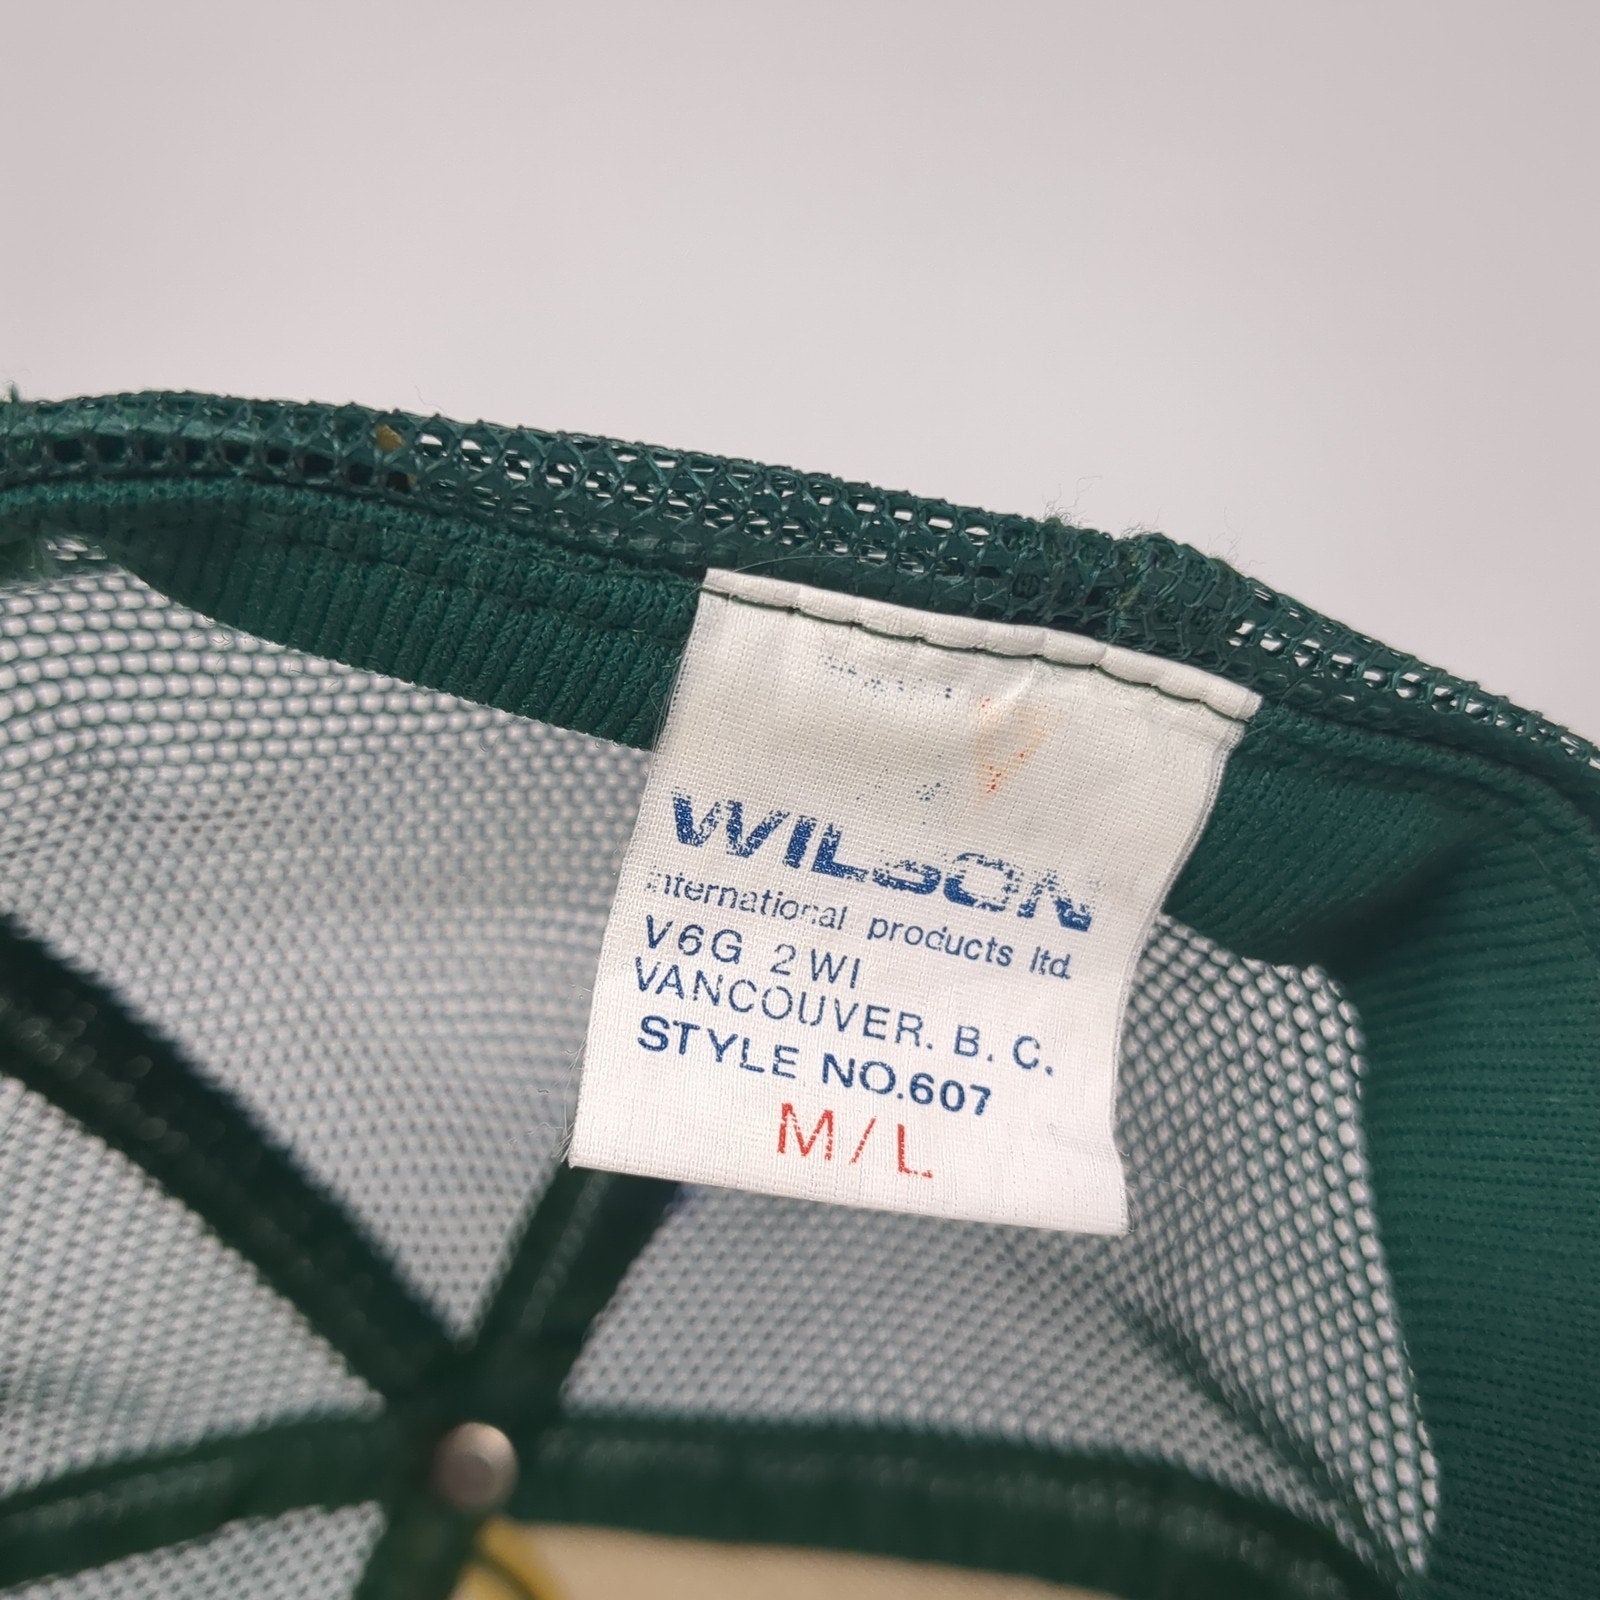 WILSON
international products ltd.
V6G 2WI
VANCOUVER. B. C.
STYLE NO.607
M/L